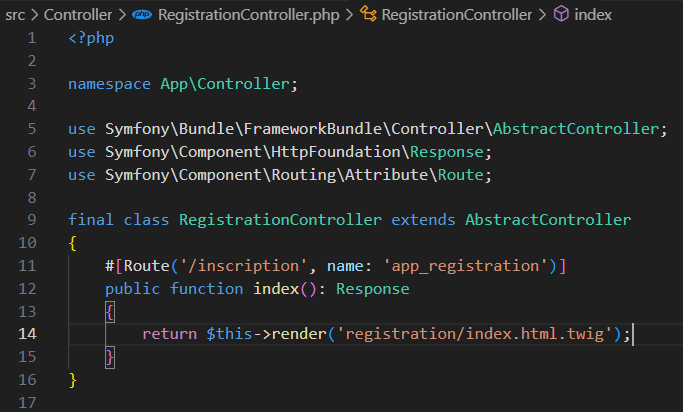 src > Controller > php RegistrationController.php > RegistrationController > index
1 <?php
2
3 namespace App\Controller;
4
5 use Symfony\Bundle\FrameworkBundle\Controller\AbstractController;
6 use Symfony\Component\HttpFoundation\Response;
7 use Symfony\Component\Routing\Attribute\Route;
8
9 final class RegistrationController extends AbstractController
10 {
11     #[Route('/inscription', name: 'app_registration')]
12     public function index(): Response
13     {
14         return $this->render('registration/index.html.twig');
15     }
16 }
17